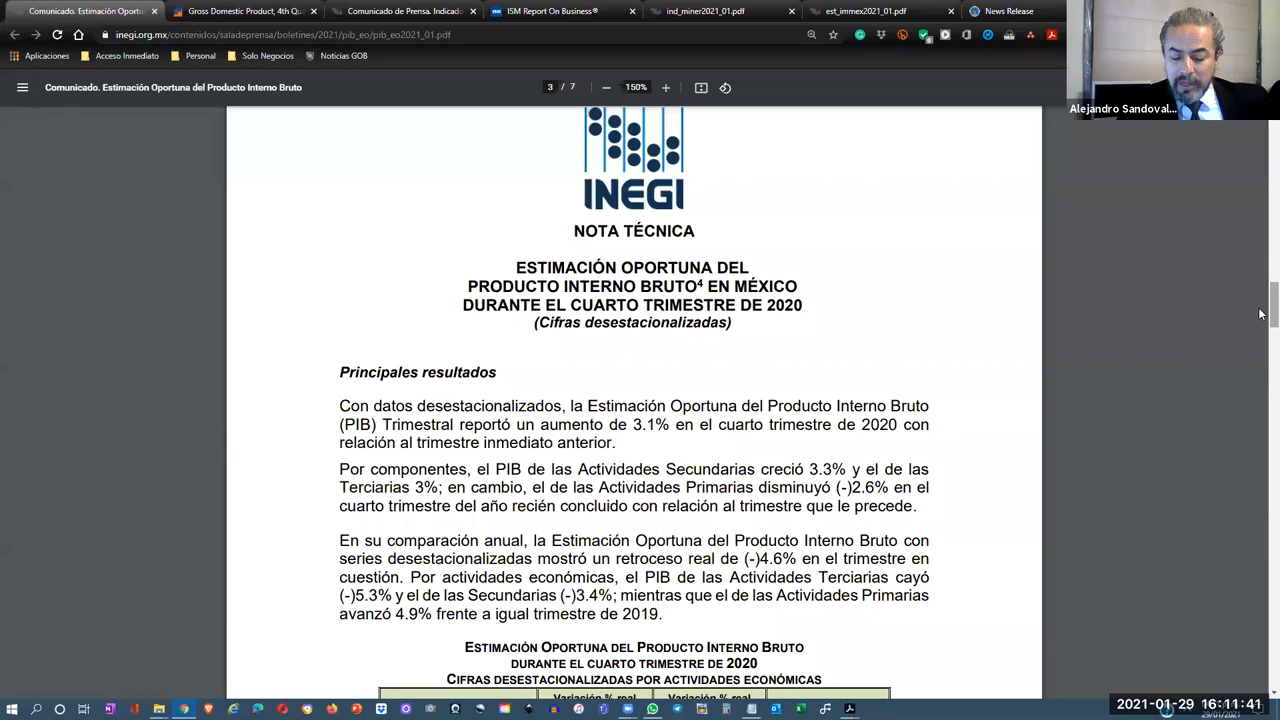 Comunicado. Estimación Oportun
Gross Domestic Product, 4th Qua
Comunicado de Prensa. Indicado
ISM Report On Business®
ind_miner2021_01.pdf
est_immex2021_01.pdf
News Release
inegi.org.mx/contenidos/saladeprensa/boletines/2021/pib_eo/pib_eo2021_01.pdf
Aplicaciones
Acceso Inmediato
Personal
Solo Negocios
Noticias GOB
Comunicado. Estimación Oportuna del Producto Interno Bruto
3 / 7
150%
Alejandro Sandoval...
INEGI
NOTA TÉCNICA
ESTIMACIÓN OPORTUNA DEL
PRODUCTO INTERNO BRUTO⁴ EN MÉXICO
DURANTE EL CUARTO TRIMESTRE DE 2020
(Cifras desestacionalizadas)
Principales resultados
Con datos desestacionalizados, la Estimación Oportuna del Producto Interno Bruto
(PIB) Trimestral reportó un aumento de 3.1% en el cuarto trimestre de 2020 con
relación al trimestre inmediato anterior.
Por componentes, el PIB de las Actividades Secundarias creció 3.3% y el de las
Terciarias 3%; en cambio, el de las Actividades Primarias disminuyó (-)2.6% en el
cuarto trimestre del año recién concluido con relación al trimestre que le precede.
En su comparación anual, la Estimación Oportuna del Producto Interno Bruto con
series desestacionalizadas mostró un retroceso real de (-)4.6% en el trimestre en
cuestión. Por actividades económicas, el PIB de las Actividades Terciarias cayó
(-)5.3% y el de las Secundarias (-)3.4%; mientras que el de las Actividades Primarias
avanzó 4.9% frente a igual trimestre de 2019.
ESTIMACIÓN OPORTUNA DEL PRODUCTO INTERNO BRUTO
DURANTE EL CUARTO TRIMESTRE DE 2020
CIFRAS DESESTACIONALIZADAS POR ACTIVIDADES ECONÓMICAS
Variación % real
Variación % real
2021-01-29 16:11:41
29/01/2021